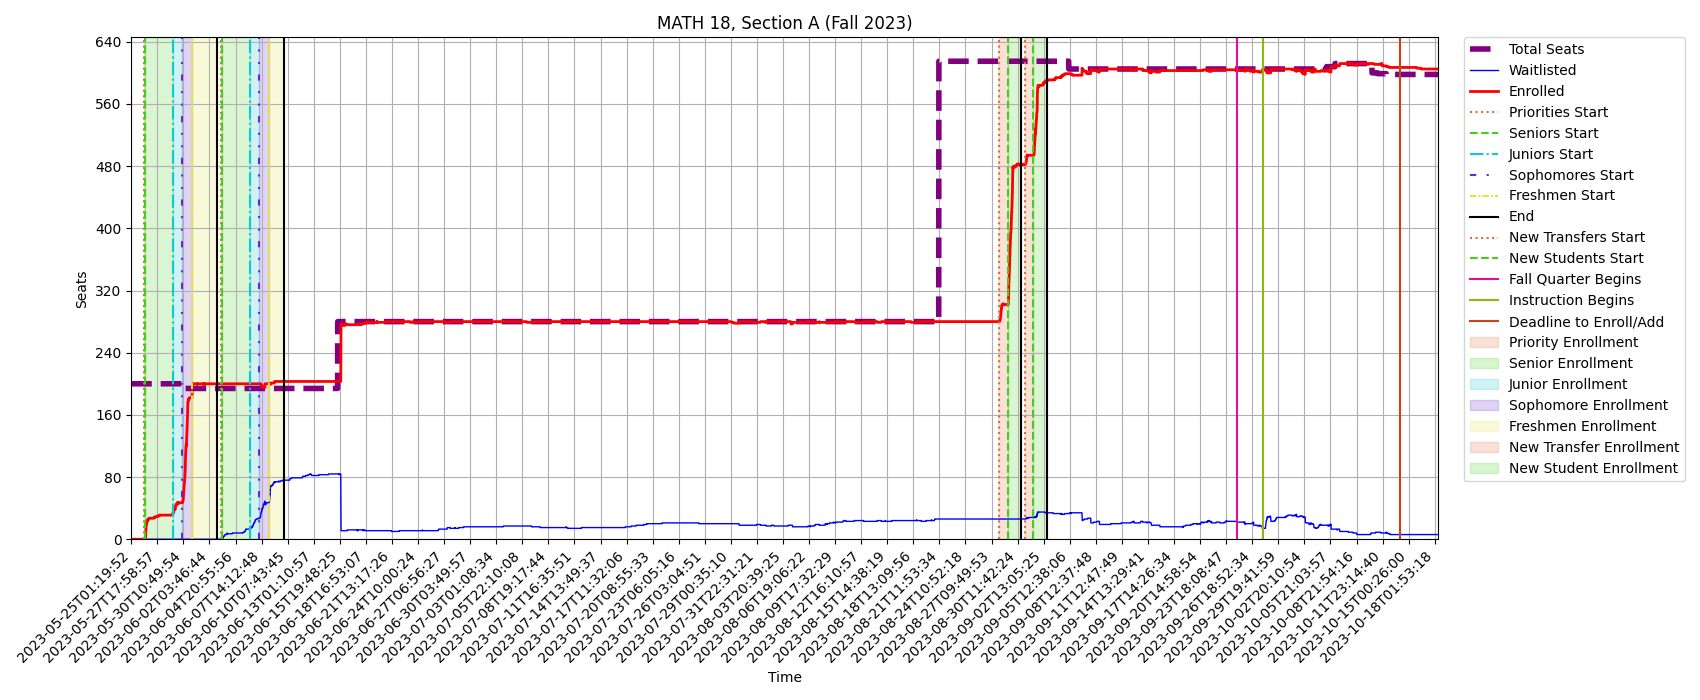 MATH 18, Section A (Fall 2023)
Seats
640
560
480
400
320
240
160
80
0
2023-05-25T01:19:52
2023-05-27T17:58:57
2023-05-30T10:49:54
2023-06-02T03:46:44
2023-06-04T20:55:56
2023-06-07T14:12:48
2023-06-10T07:43:45
2023-06-13T01:10:57
2023-06-15T19:48:25
2023-06-18T16:53:07
2023-06-21T13:17:26
2023-06-24T10:00:24
2023-06-27T06:56:27
2023-06-30T03:49:57
2023-07-03T01:08:34
2023-07-05T22:10:08
2023-07-08T19:17:44
2023-07-11T16:35:51
2023-07-14T13:49:37
2023-07-17T11:32:06
2023-07-20T08:55:33
2023-07-23T06:05:16
2023-07-26T03:04:51
2023-07-29T00:35:10
2023-07-31T22:31:21
2023-08-03T20:39:25
2023-08-06T19:06:22
2023-08-09T17:32:29
2023-08-12T16:10:57
2023-08-15T14:38:19
2023-08-18T13:09:56
2023-08-21T11:53:34
2023-08-24T10:52:18
2023-08-27T09:49:53
2023-08-30T11:42:24
2023-09-02T13:05:25
2023-09-05T12:38:06
2023-09-08T12:37:48
2023-09-11T12:47:49
2023-09-14T13:29:41
2023-09-17T14:26:34
2023-09-20T14:58:54
2023-09-23T18:08:47
2023-09-26T18:52:34
2023-09-29T19:41:59
2023-10-02T20:10:54
2023-10-05T21:03:57
2023-10-08T21:54:16
2023-10-11T23:14:40
2023-10-15T00:26:00
2023-10-18T01:53:18
Time
Total Seats
Waitlisted
Enrolled
Priorities Start
Seniors Start
Juniors Start
Sophomores Start
Freshmen Start
End
New Transfers Start
New Students Start
Fall Quarter Begins
Instruction Begins
Deadline to Enroll/Add
Priority Enrollment
Senior Enrollment
Junior Enrollment
Sophomore Enrollment
Freshmen Enrollment
New Transfer Enrollment
New Student Enrollment